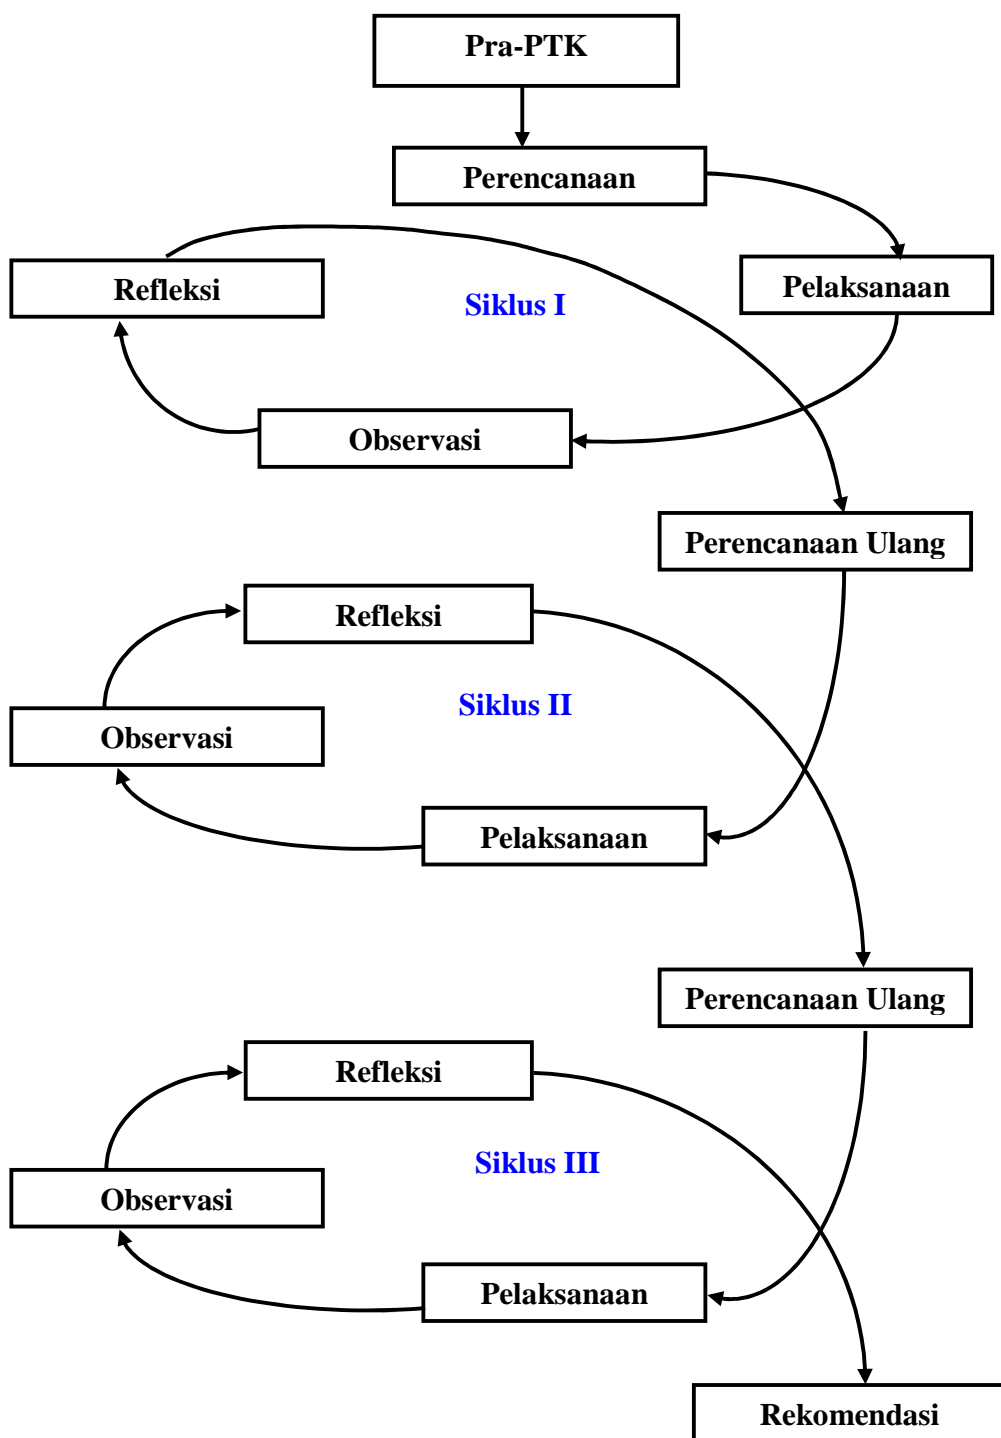 Pra-PTK
Perencanaan
Refleksi
Siklus I
Pelaksanaan
Observasi
Perencanaan Ulang
Refleksi
Siklus II
Observasi
Pelaksanaan
Perencanaan Ulang
Refleksi
Siklus III
Observasi
Pelaksanaan
Rekomendasi